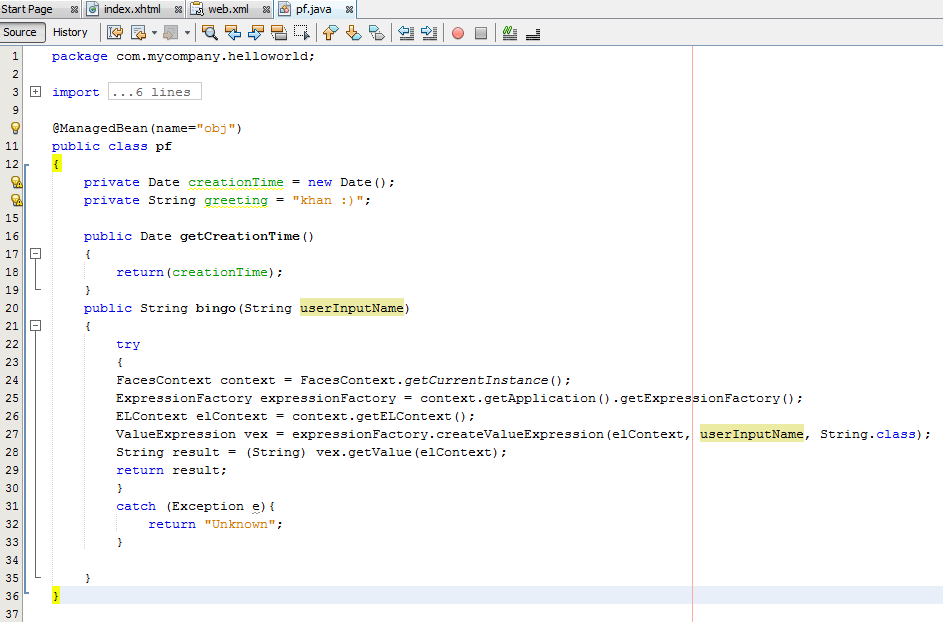 Start Page index.xhtml web.xml pf.java
Source History
1 package com.mycompany.helloworld;
2
3 import ...6 lines
9
@ManagedBean(name="obj")
11 public class pf
12 {
private Date creationTime = new Date();
private String greeting = "khan :)";
15
16 public Date getCreationTime()
17 {
18 return(creationTime);
19 }
20 public String bingo(String userInputName)
21 {
22 try
23 {
24 FacesContext context = FacesContext.getCurrentInstance();
25 ExpressionFactory expressionFactory = context.getApplication().getExpressionFactory();
26 ELContext elContext = context.getELContext();
27 ValueExpression vex = expressionFactory.createValueExpression(elContext, userInputName, String.class);
28 String result = (String) vex.getValue(elContext);
29 return result;
30 }
31 catch (Exception e){
32 return "Unknown";
33 }
34
35 }
36 }
37